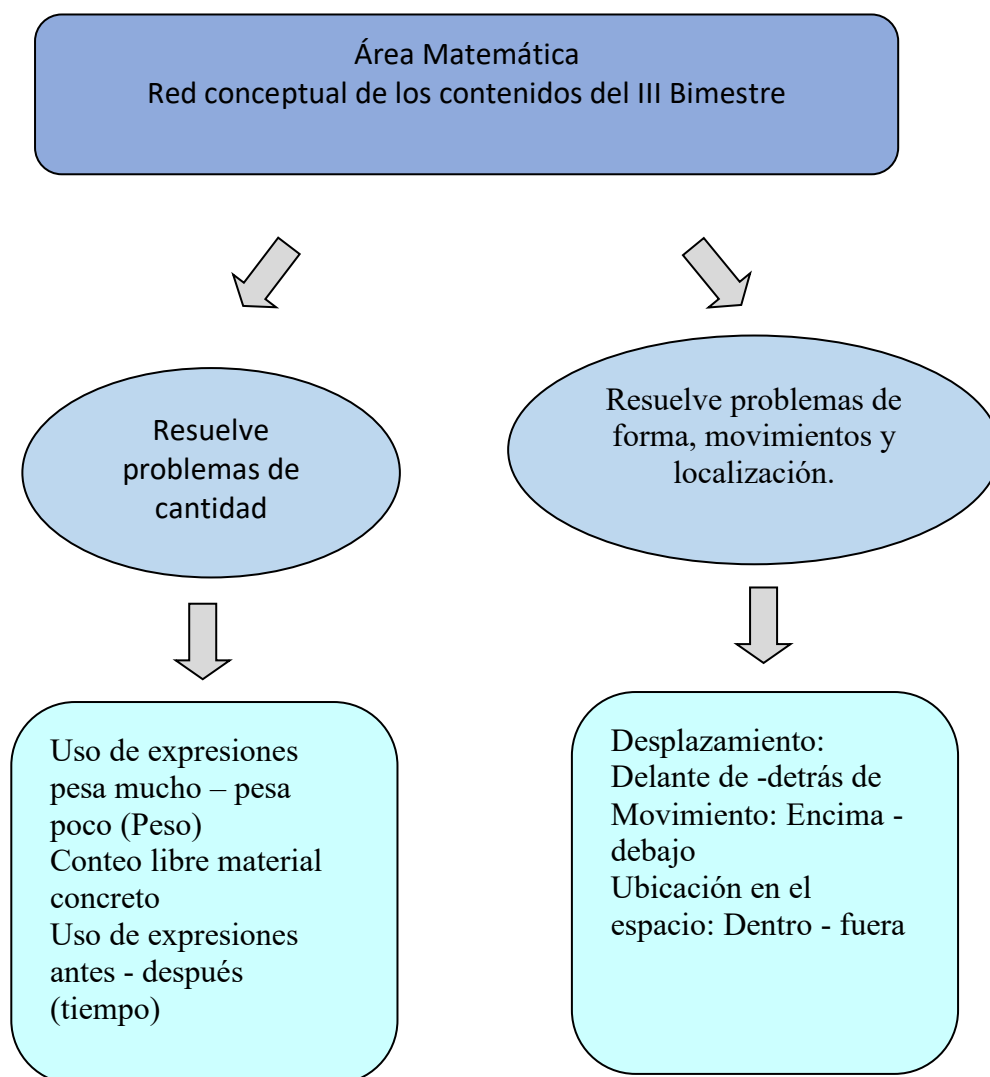 Área Matemática
Red conceptual de los contenidos del III Bimestre
Resuelve
problemas de
cantidad
Resuelve problemas de
forma, movimientos y
localización.
Uso de expresiones
pesa mucho – pesa
poco (Peso)
Conteo libre material
concreto
Uso de expresiones
antes - después
(tiempo)
Desplazamiento:
Delante de -detrás de
Movimiento: Encima -
debajo
Ubicación en el
espacio: Dentro - fuera